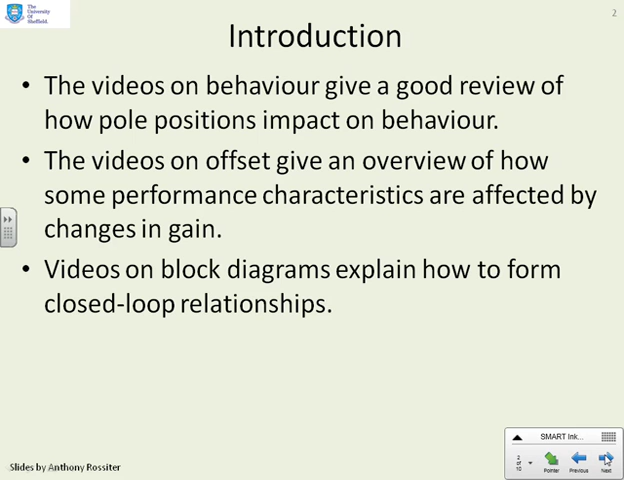 The
University
Of
Sheffield.
2
Introduction
• The videos on behaviour give a good review of
how pole positions impact on behaviour.
• The videos on offset give an overview of how
some performance characteristics are affected by
changes in gain.
• Videos on block diagrams explain how to form
closed-loop relationships.
Slides by Anthony Rossiter
SMART Ink...
2
of
10
Pointer
Previous
Next